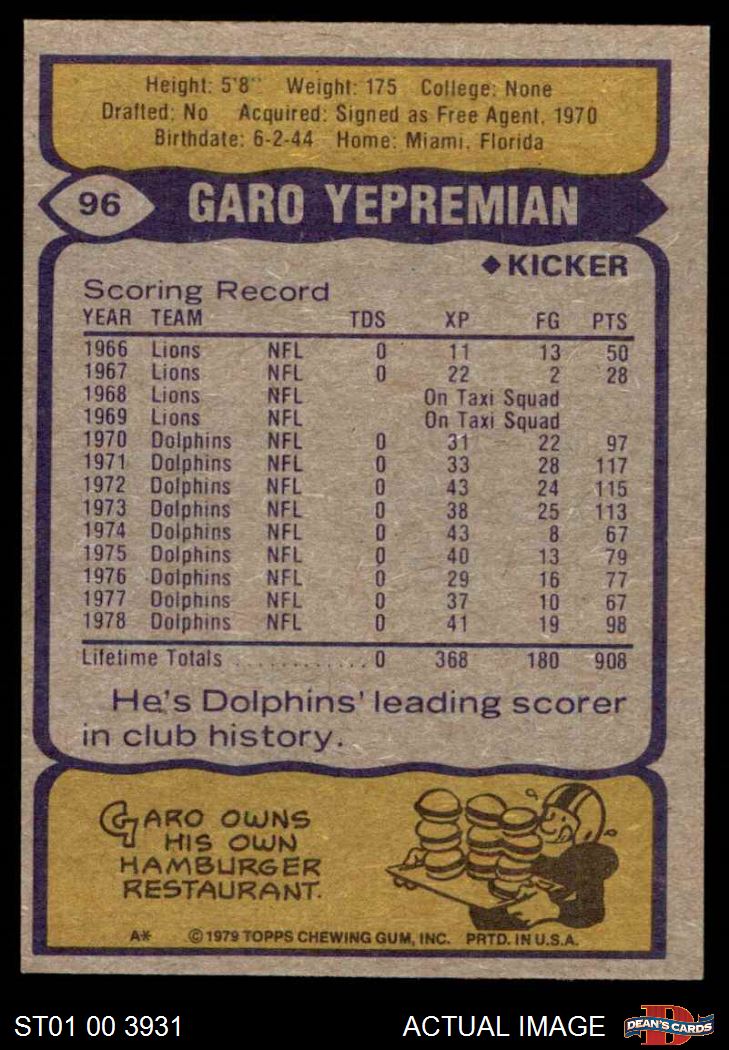 Height: 5'8" Weight: 175 College: None
Drafted: No Acquired: Signed as Free Agent, 1970
Birthdate: 6-2-44 Home: Miami, Florida
96 GARO YEPREMIAN
◆KICKER
Scoring Record
YEAR TEAM TDS XP FG PTS
1966 Lions NFL 0 11 13 50
1967 Lions NFL 0 22 2 28
1968 Lions NFL On Taxi Squad
1969 Lions NFL On Taxi Squad
1970 Dolphins NFL 0 31 22 97
1971 Dolphins NFL 0 33 28 117
1972 Dolphins NFL 0 43 24 115
1973 Dolphins NFL 0 38 25 113
1974 Dolphins NFL 0 43 8 67
1975 Dolphins NFL 0 40 13 79
1976 Dolphins NFL 0 29 16 77
1977 Dolphins NFL 0 37 10 67
1978 Dolphins NFL 0 41 19 98
Lifetime Totals ............ 0 368 180 908
He's Dolphins' leading scorer
in club history.
GARO OWNS
HIS OWN
HAMBURGER
RESTAURANT.
A* © 1979 TOPPS CHEWING GUM, INC. PRTD. IN U.S.A.
ST01 00 3931 ACTUAL IMAGE D DEAN'S CARDS